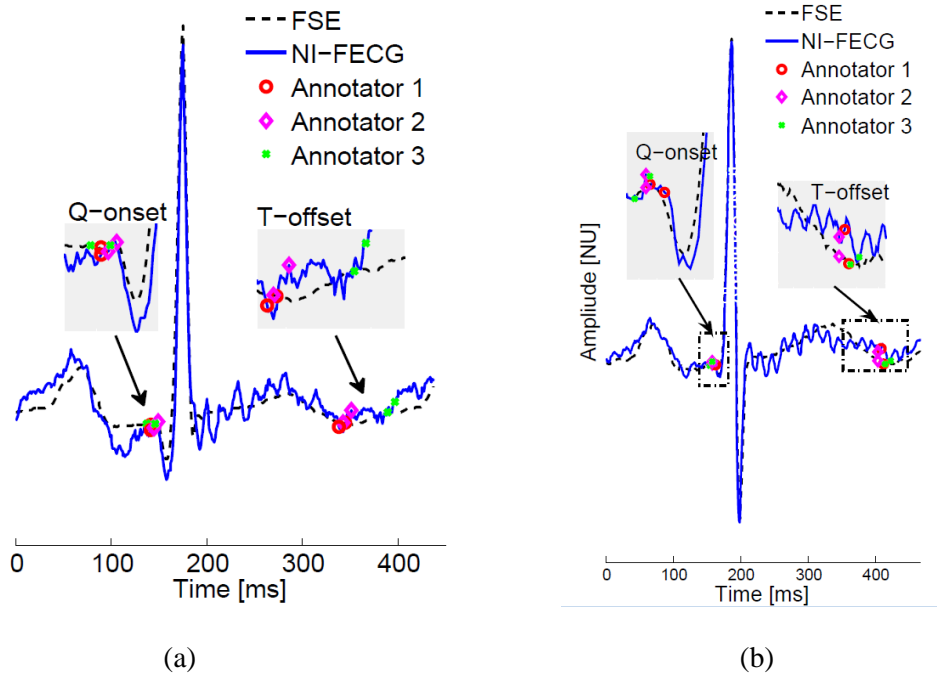 FSE
NI-FECG
Annotator 1
Annotator 2
Annotator 3
Q-onset
T-offset
0 100 200 300 400
Time [ms]
(a)
FSE
NI-FECG
Annotator 1
Annotator 2
Annotator 3
Q-onset
T-offset
Ampliude [NU]
0 100 200 300 400
Time [ms]
(b)